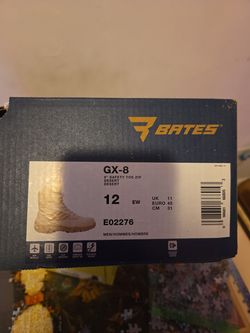 BATES
GX-8
8" SAFETY TOE ZIP
DESERT
DESERT
12 EW
UK 11
EURO 45
CM 31
E02276
MEN/HOMMES/HOMBRE